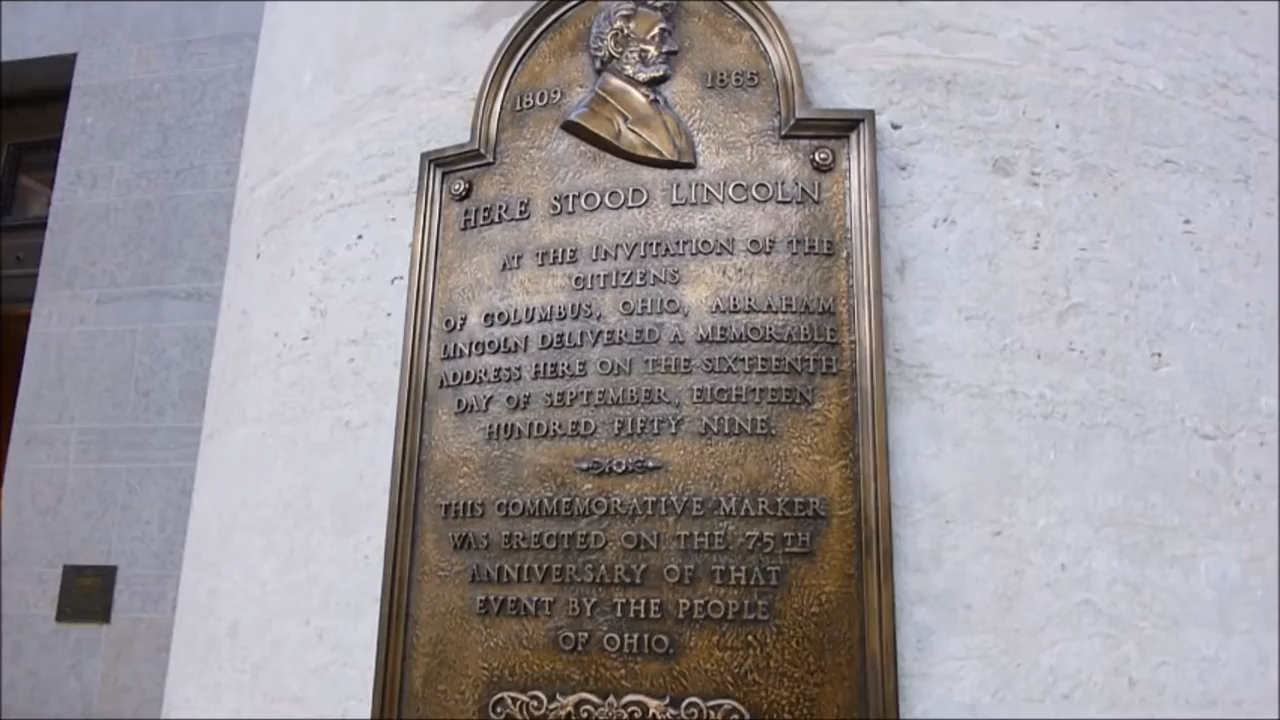 1809 1865
HERE STOOD LINCOLN
AT THE INVITATION OF THE
CITIZENS
OF COLUMBUS, OHIO, ABRAHAM
LINCOLN DELIVERED A MEMORABLE
ADDRESS HERE ON THE SIXTEENTH
DAY OF SEPTEMBER, EIGHTEEN
HUNDRED FIFTY NINE.
THIS COMMEMORATIVE MARKER
WAS ERECTED ON THE 75TH
ANNIVERSARY OF THAT
EVENT BY THE PEOPLE
OF OHIO.